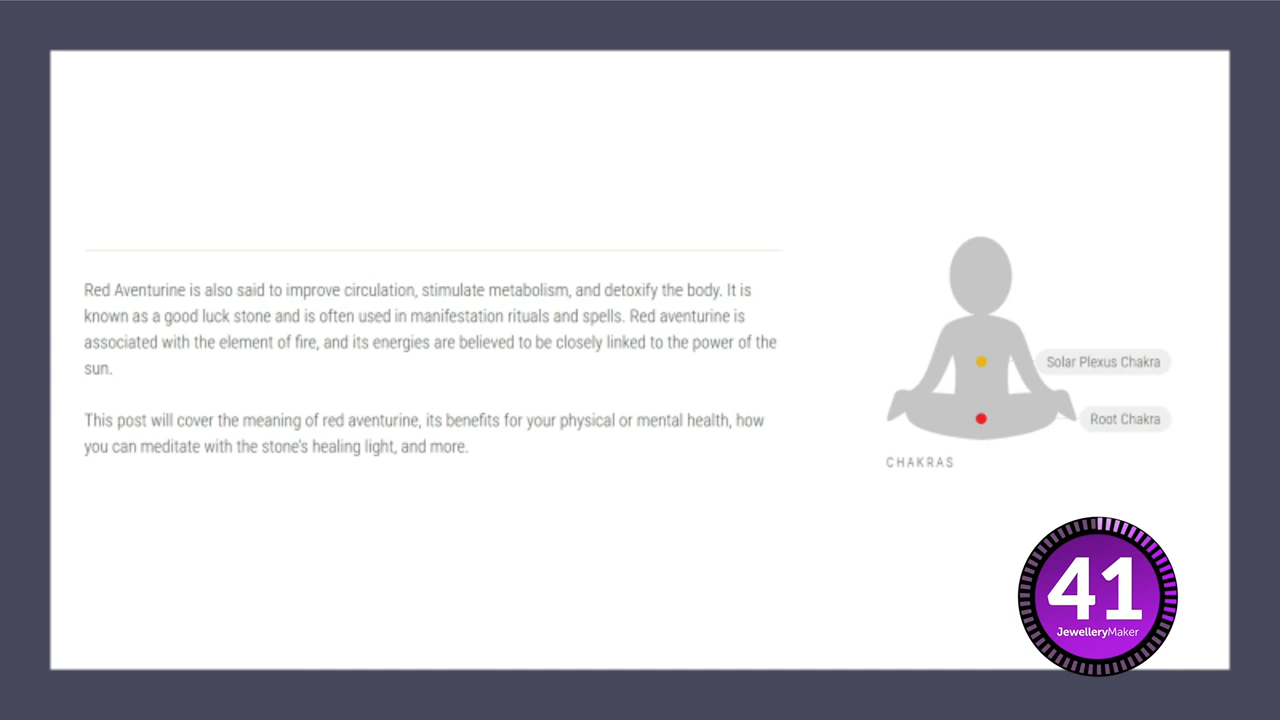 Red Aventurine is also said to improve circulation, stimulate metabolism, and detoxify the body. It is
known as a good luck stone and is often used in manifestation rituals and spells. Red aventurine is
associated with the element of fire, and its energies are believed to be closely linked to the power of the
sun.
This post will cover the meaning of red aventurine, its benefits for your physical or mental health, how
you can meditate with the stone's healing light, and more.
Solar Plexus Chakra
Root Chakra
CHAKRAS
41
JewelleryMaker